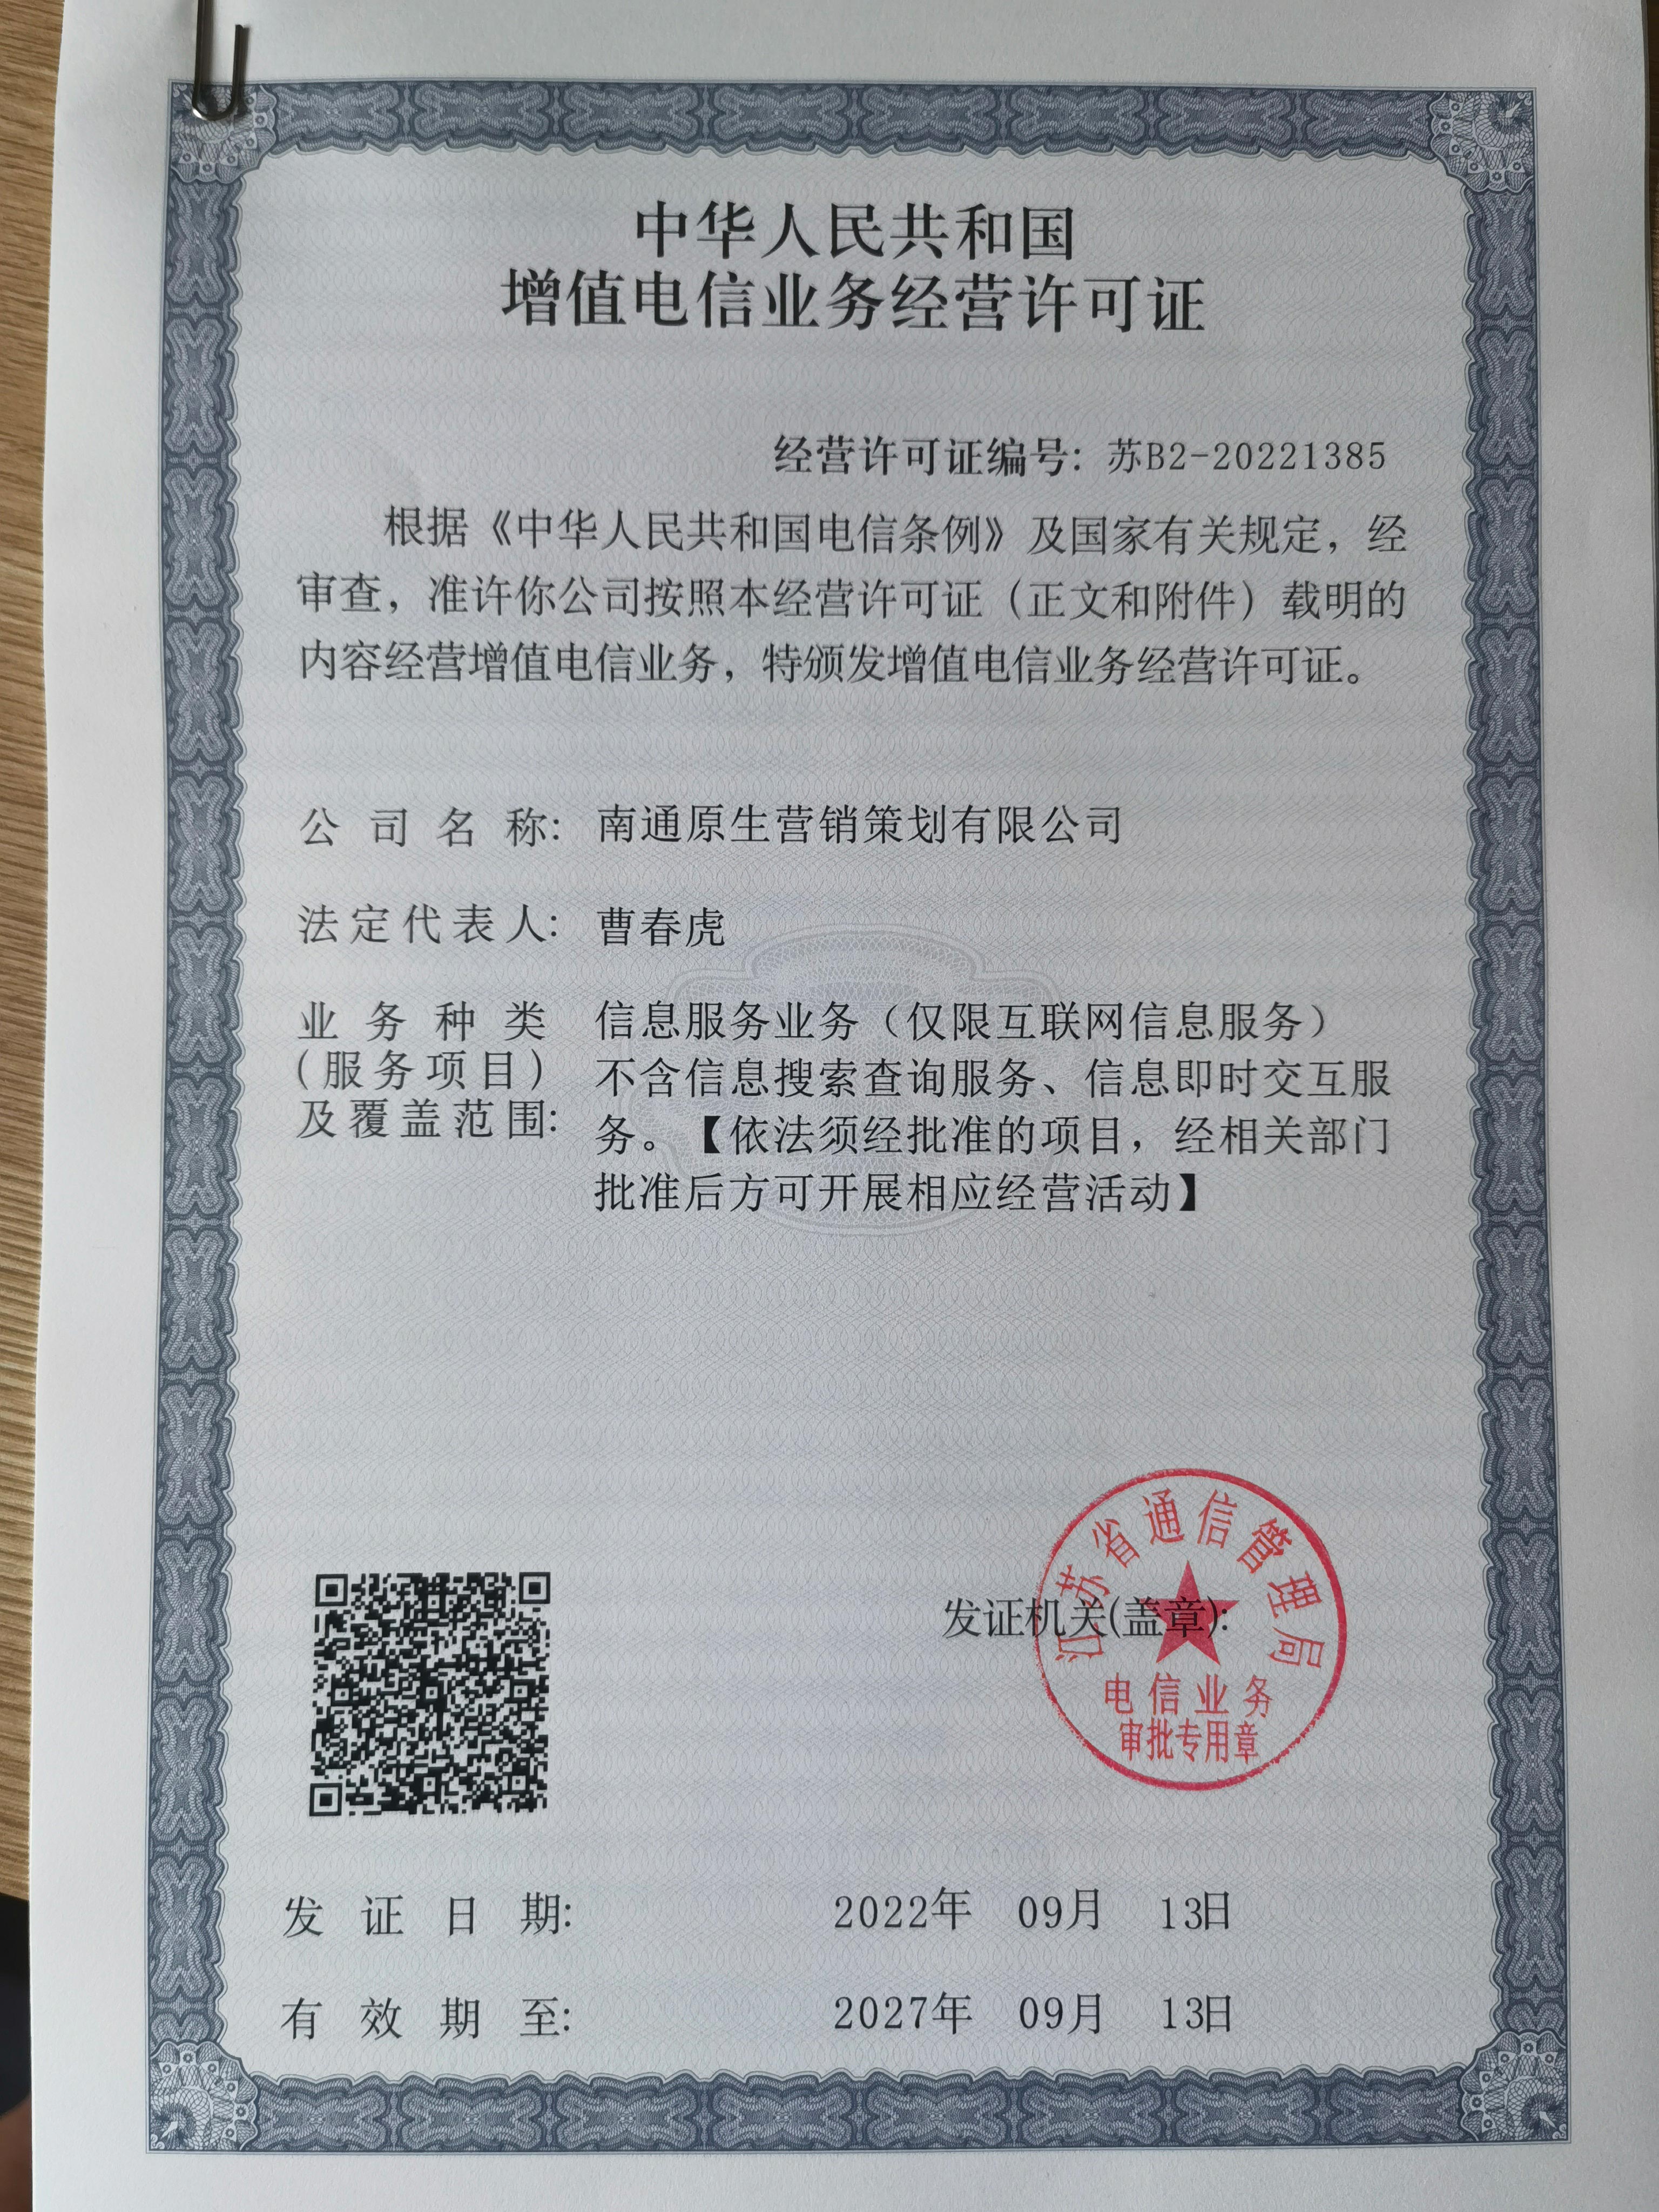 中华人民共和国
增值电信业务经营许可证
经营许可证编号：苏B2-20221385
根据《中华人民共和国电信条例》及国家有关规定，经
审查，准许你公司按照本经营许可证（正文和附件）载明的
内容经营增值电信业务，特颁发增值电信业务经营许可证。
公司名称：南通原生营销策划有限公司
法定代表人：曹春虎
业务种类 信息服务业务（仅限互联网信息服务）
（服务项目） 不含信息搜索查询服务、信息即时交互服
及覆盖范围： 务。【依法须经批准的项目，经相关部门
批准后方可开展相应经营活动】
江苏省通信管理局
发证机关(盖章)：
电信业务
审批专用章
发证日期： 2022年 09月 13日
有效期至： 2027年 09月 13日